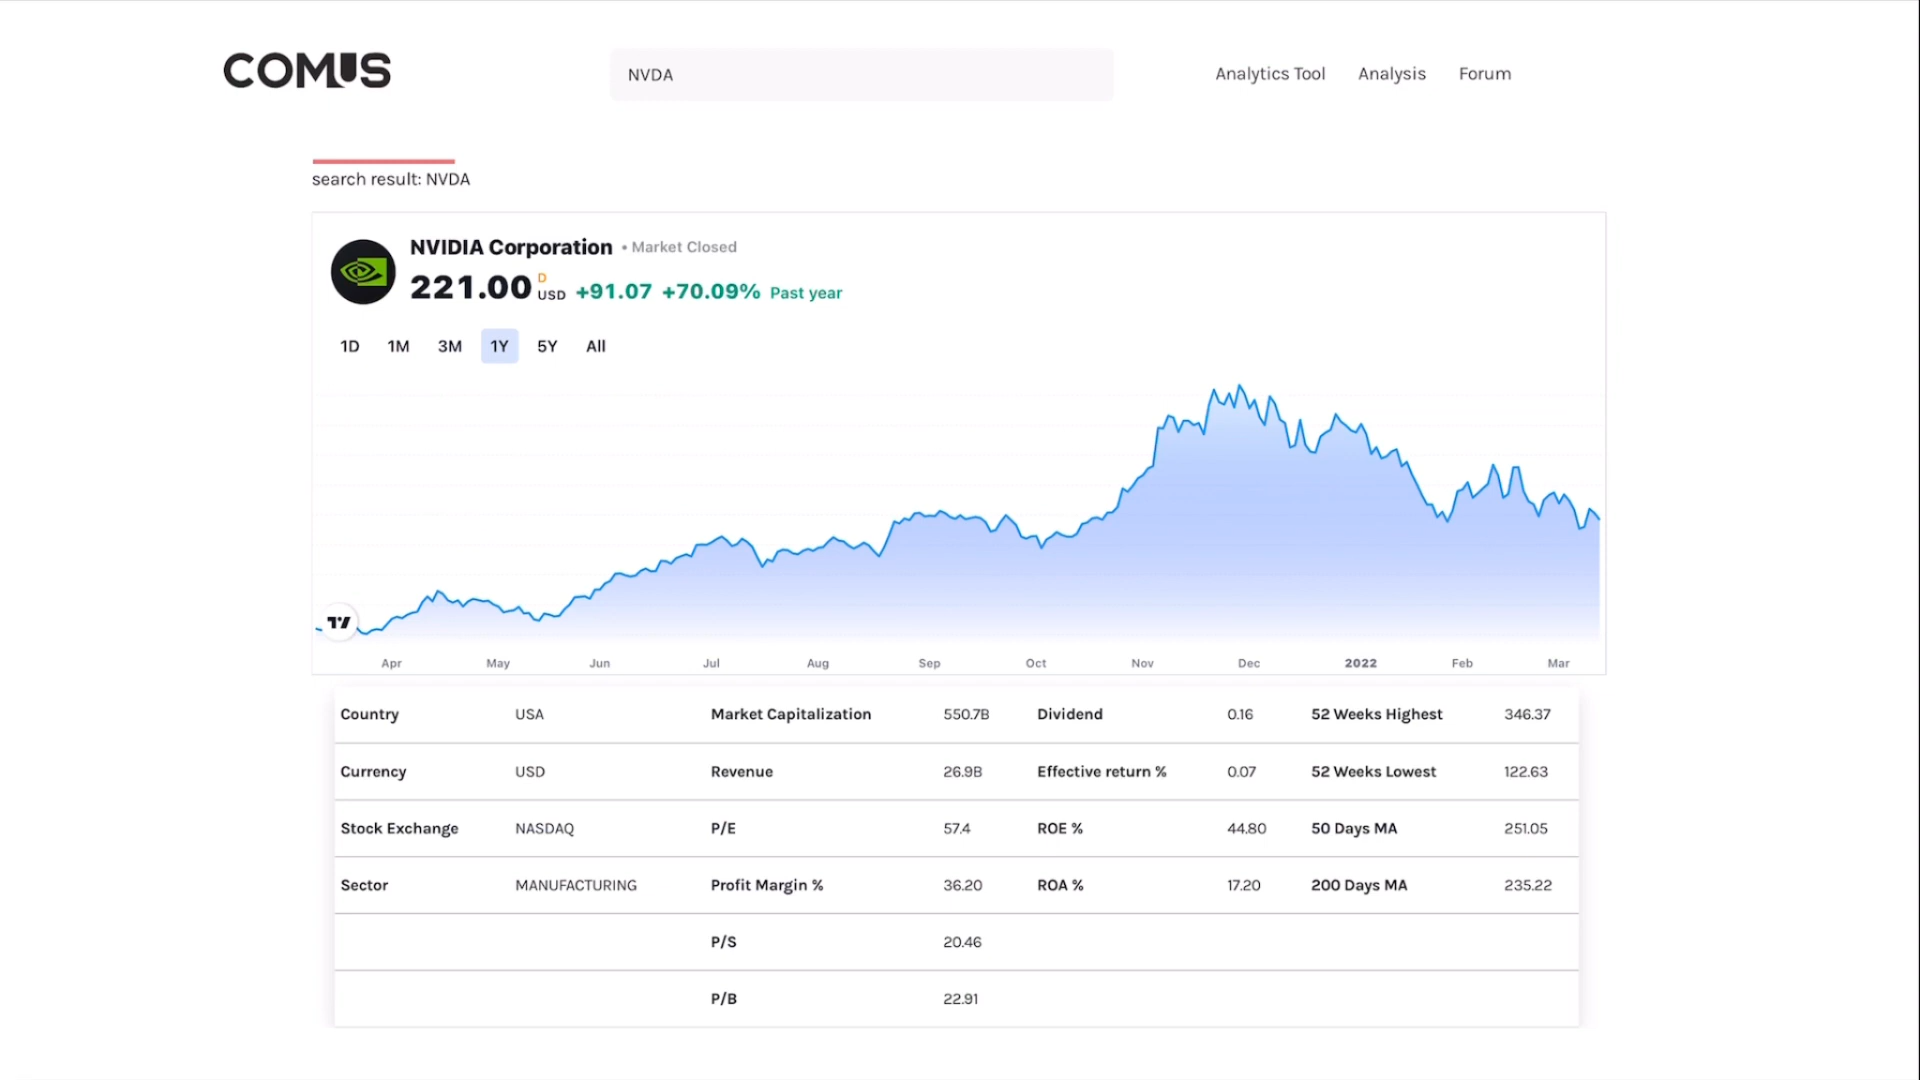 COMUS
NVDA
Analytics Tool Analysis Forum
search result: NVDA
NVIDIA Corporation • Market Closed
221.00 D USD +91.07 +70.09% Past year
1D 1M 3M 1Y 5Y All
Apr May Jun Jul Aug Sep Oct Nov Dec 2022 Feb Mar
Country USA Market Capitalization 550.7B Dividend 0.16 52 Weeks Highest 346.37
Currency USD Revenue 26.9B Effective return % 0.07 52 Weeks Lowest 122.63
Stock Exchange NASDAQ P/E 57.4 ROE % 44.80 50 Days MA 251.05
Sector MANUFACTURING Profit Margin % 36.20 ROA % 17.20 200 Days MA 235.22
P/S 20.46
P/B 22.91